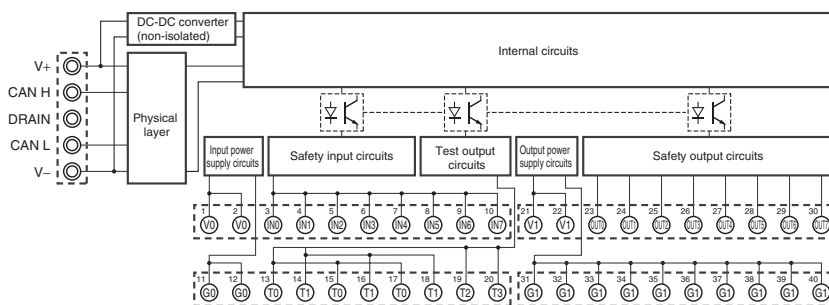 DC-DC converter
(non-isolated)
Internal circuits
V+
CAN H
DRAIN
CAN L
V–
Physical
layer
Input power
supply circuits
Safety input circuits
Test output
circuits
Output power
supply circuits
Safety output circuits
1 2 3 4 5 6 7 8 9 10 21 22 23 24 25 26 27 28 29 30
V0 V0 IN0 IN1 IN2 IN3 IN4 IN5 IN6 IN7 V1 V1 OUT0 OUT1 OUT2 OUT3 OUT4 OUT5 OUT6 OUT7
11 12 13 14 15 16 17 18 19 20 31 32 33 34 35 36 37 38 39 40
G0 G0 T0 T1 T0 T1 T0 T1 T2 T3 G1 G1 G1 G1 G1 G1 G1 G1 G1 G1